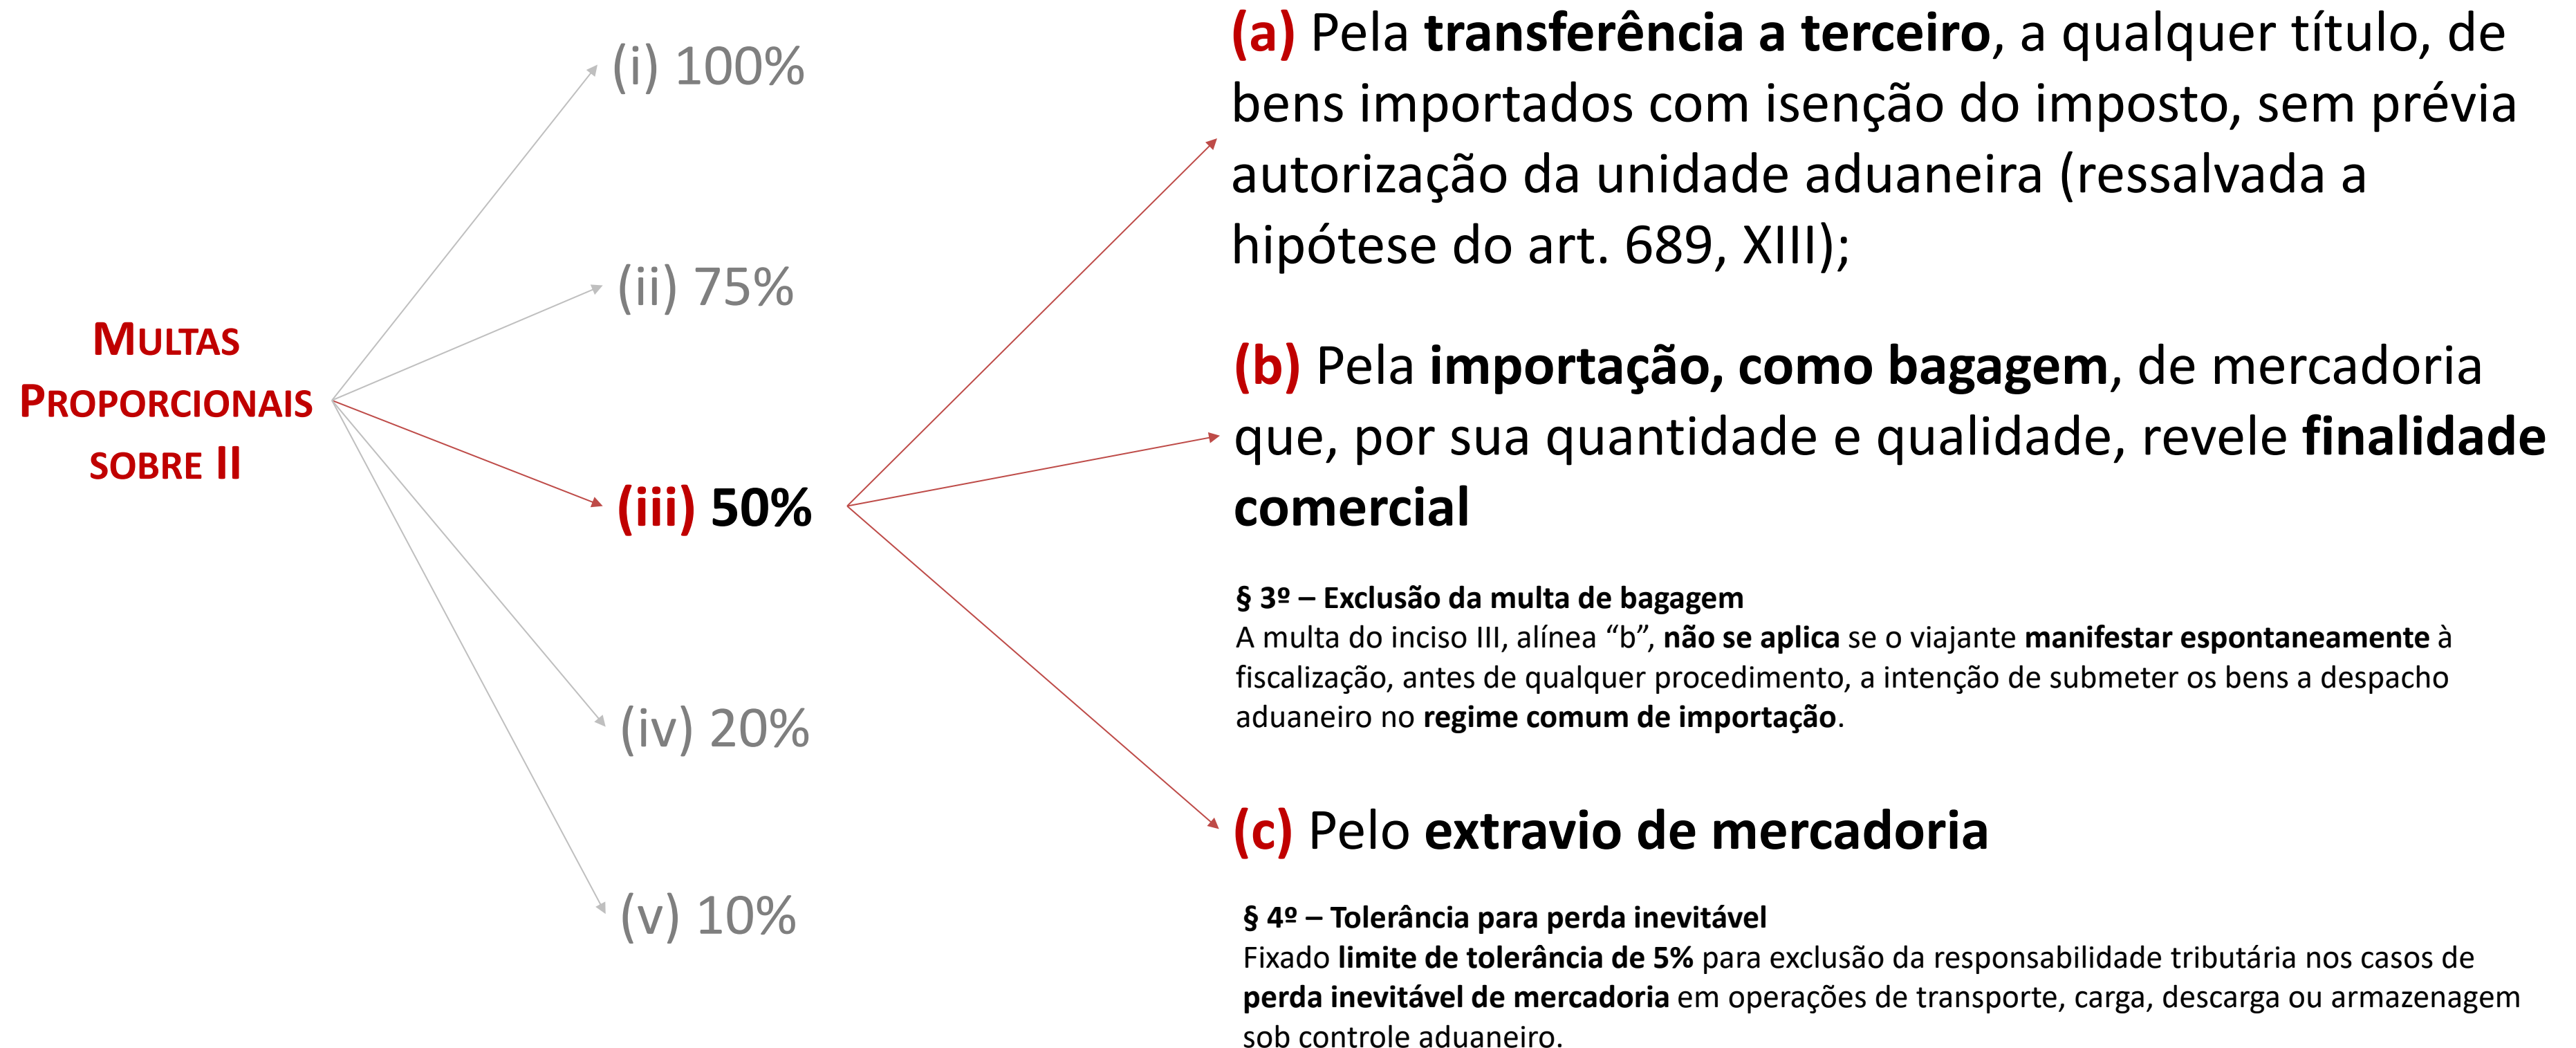 MULTAS
PROPORCIONAIS
SOBRE II
(i) 100%
(ii) 75%
(iii) 50%
(iv) 20%
(v) 10%
(a) Pela transferência a terceiro, a qualquer título, de
bens importados com isenção do imposto, sem prévia
autorização da unidade aduaneira (ressalvada a
hipótese do art. 689, XIII);
(b) Pela importação, como bagagem, de mercadoria
que, por sua quantidade e qualidade, revele finalidade
comercial
§ 3º – Exclusão da multa de bagagem
A multa do inciso III, alínea “b”, não se aplica se o viajante manifestar espontaneamente à
fiscalização, antes de qualquer procedimento, a intenção de submeter os bens a despacho
aduaneiro no regime comum de importação.
(c) Pelo extravio de mercadoria
§ 4º – Tolerância para perda inevitável
Fixado limite de tolerância de 5% para exclusão da responsabilidade tributária nos casos de
perda inevitável de mercadoria em operações de transporte, carga, descarga ou armazenagem
sob controle aduaneiro.